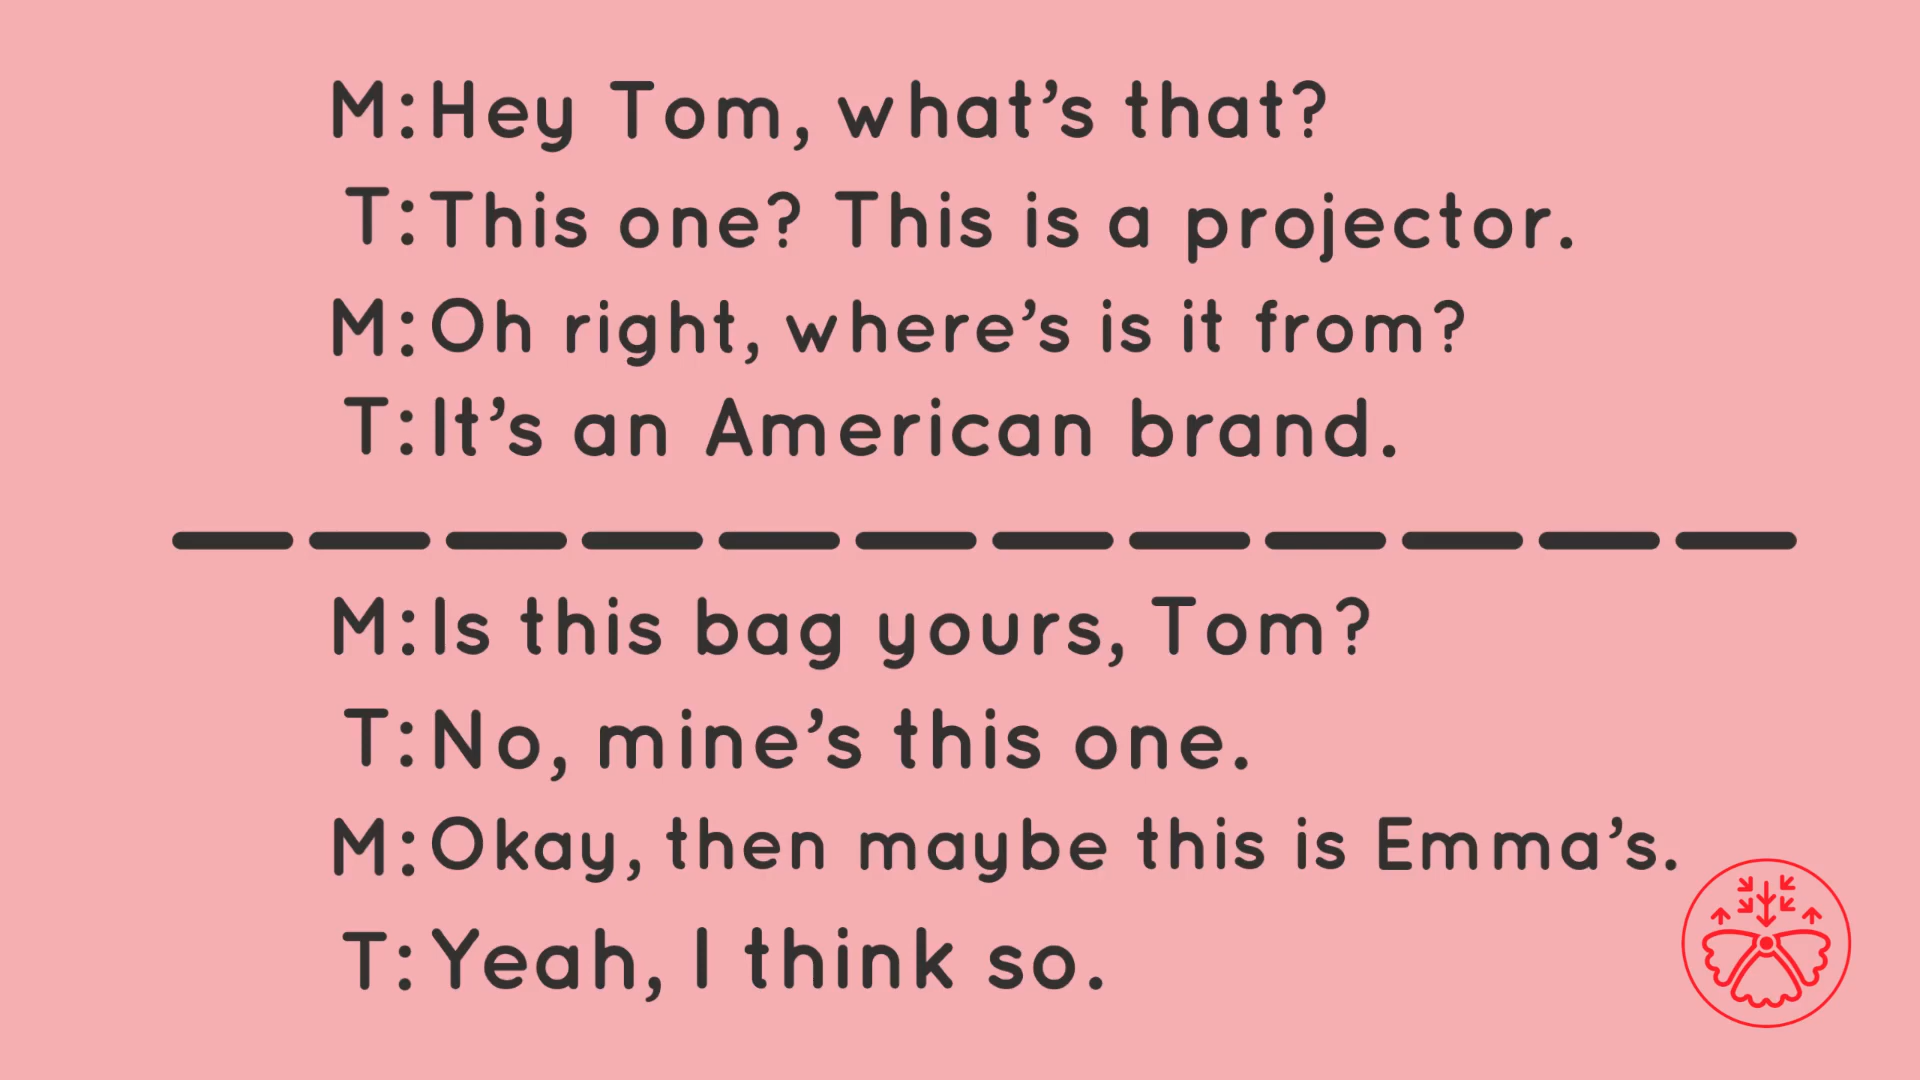 M:Hey Tom, what’s that?
T:This one? This is a projector.
M:Oh right, where’s is it from?
T:It’s an American brand.
M:Is this bag yours, Tom?
T:No, mine’s this one.
M:Okay, then maybe this is Emma’s.
T:Yeah, I think so.